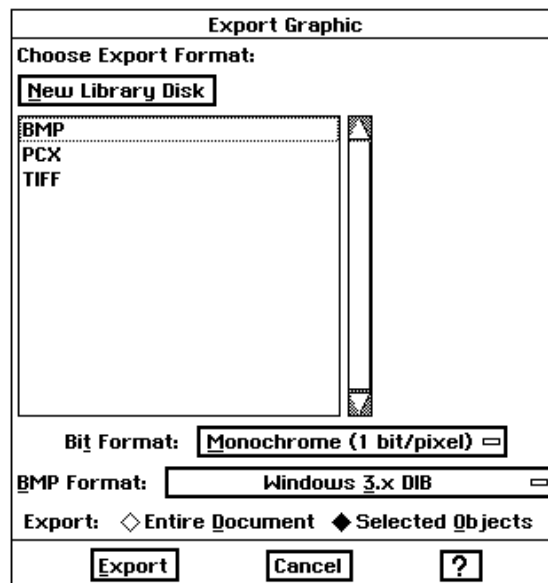 Export Graphic
Choose Export Format:
New Library Disk
BMP
PCX
TIFF
Bit Format: Monochrome (1 bit/pixel)
BMP Format: Windows 3.x DIB
Export: Entire Document Selected Objects
Export Cancel ?